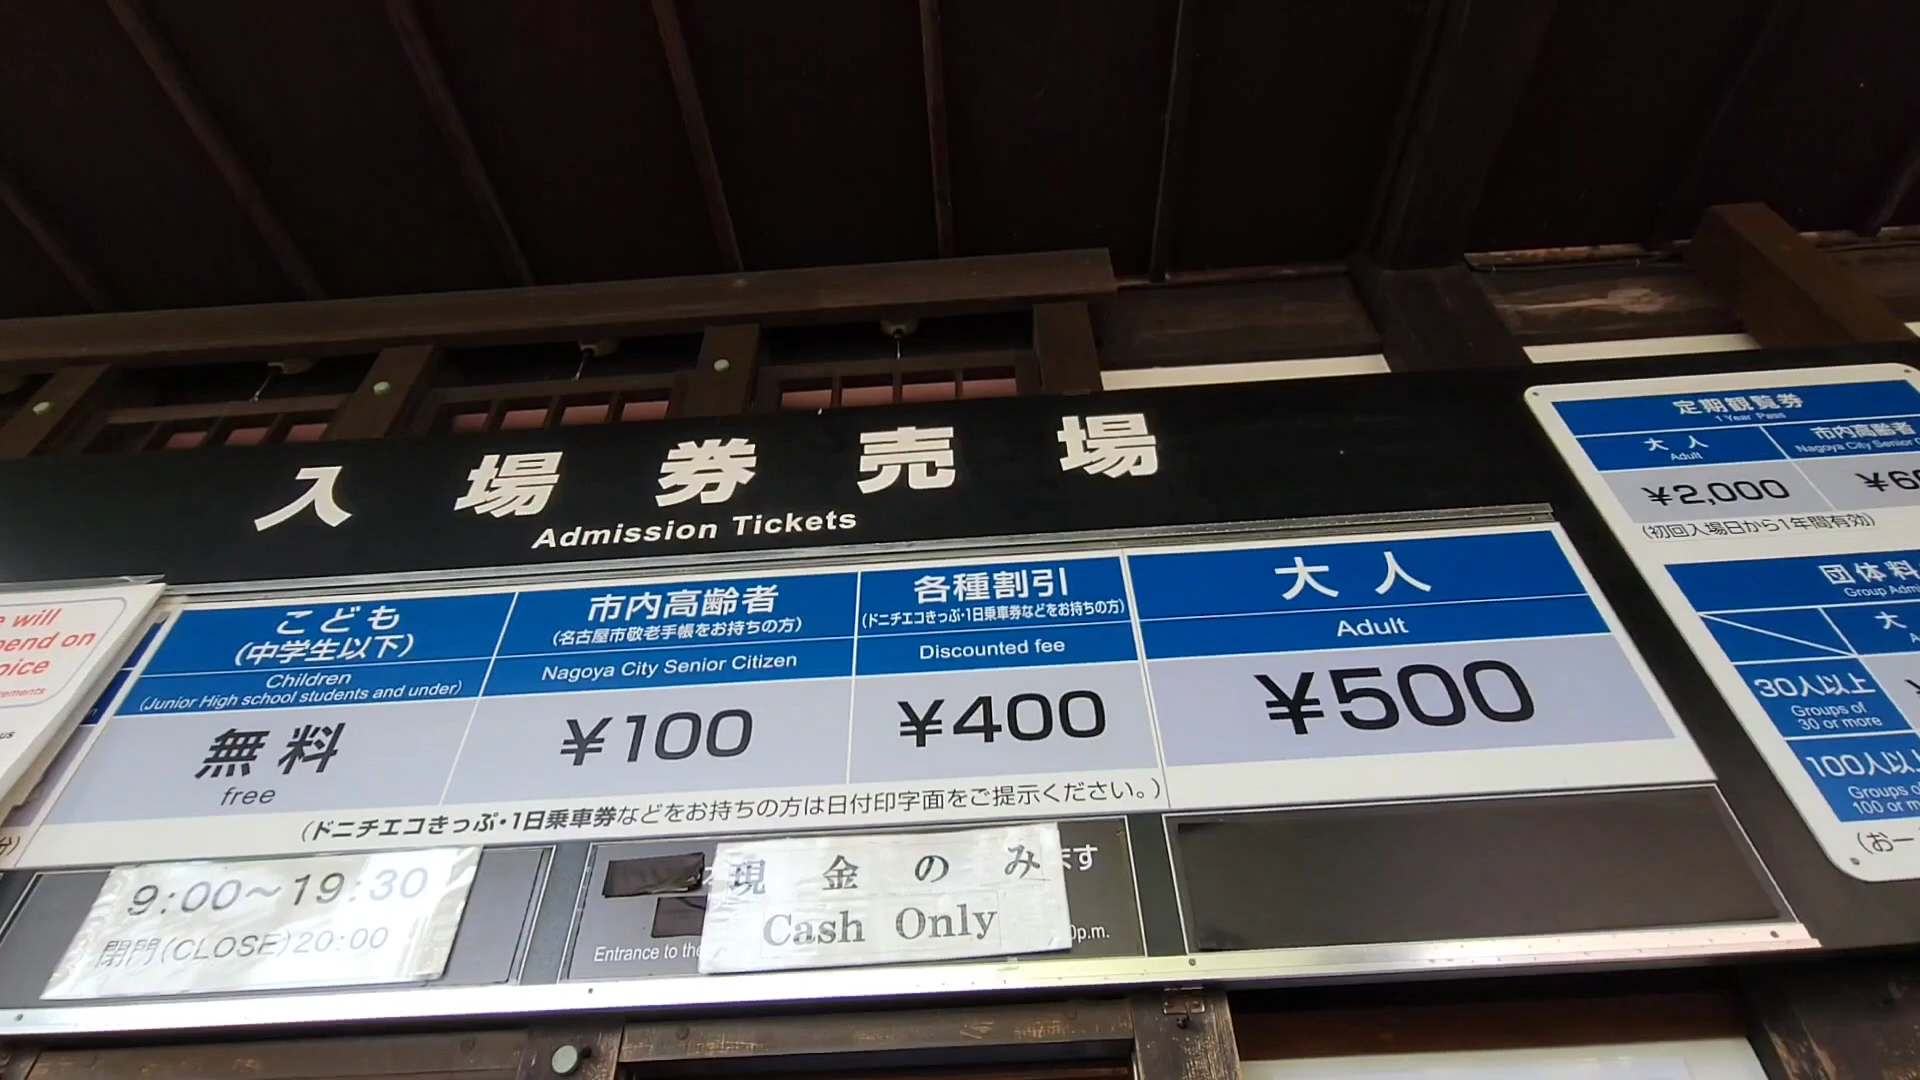 入場券売場
Admission Tickets
こども
(中学生以下)
Children
(Junior High school students and under)
無料
free
市内高齢者
(名古屋市敬老手帳をお持ちの方)
Nagoya City Senior Citizen
¥100
各種割引
(ドニチエコきっぷ・1日乗車券などをお持ちの方)
Discounted fee
¥400
大人
Adult
¥500
(ドニチエコきっぷ・1日乗車券などをお持ちの方は日付印字面をご提示ください。)
9:00~19:30
閉門(CLOSE)20:00
現金のみ
Cash Only
ます
Entrance to the
p.m.
will
on
定期観覧券
1 Year Pass
大人
Adult
¥2,000
市内高齢者
Nagoya City Senior
(初回入場日から1年間有効)
団体料
Group
大
30人以上
Groups of
30 or more
100人以上
Groups
100 or
(お一